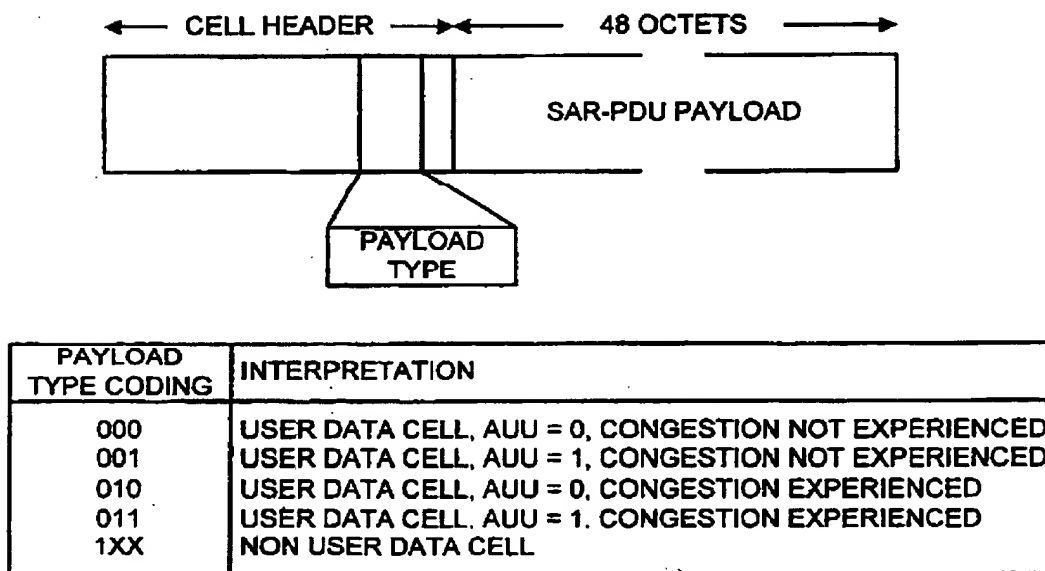 CELL HEADER
48 OCTETS
SAR-PDU PAYLOAD
PAYLOAD
TYPE
PAYLOAD
TYPE CODING
INTERPRETATION
000 USER DATA CELL, AUU = 0, CONGESTION NOT EXPERIENCED
001 USER DATA CELL, AUU = 1, CONGESTION NOT EXPERIENCED
010 USER DATA CELL, AUU = 0, CONGESTION EXPERIENCED
011 USER DATA CELL, AUU = 1, CONGESTION EXPERIENCED
1XX NON USER DATA CELL